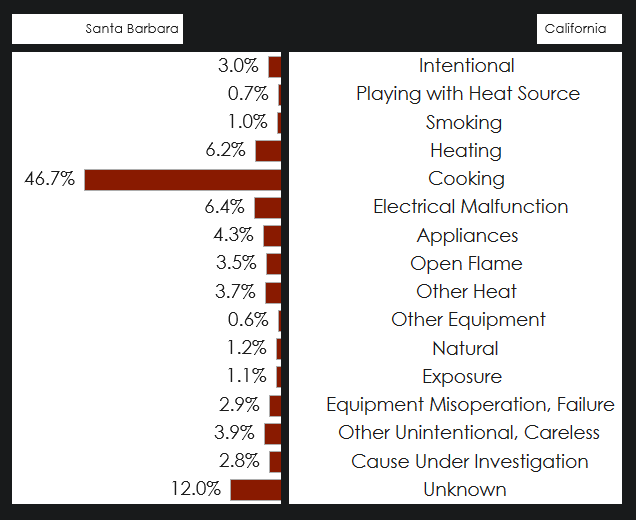 Santa Barbara California
3.0% Intentional
0.7% Playing with Heat Source
1.0% Smoking
6.2% Heating
46.7% Cooking
6.4% Electrical Malfunction
4.3% Appliances
3.5% Open Flame
3.7% Other Heat
0.6% Other Equipment
1.2% Natural
1.1% Exposure
2.9% Equipment Misoperation, Failure
3.9% Other Unintentional, Careless
2.8% Cause Under Investigation
12.0% Unknown